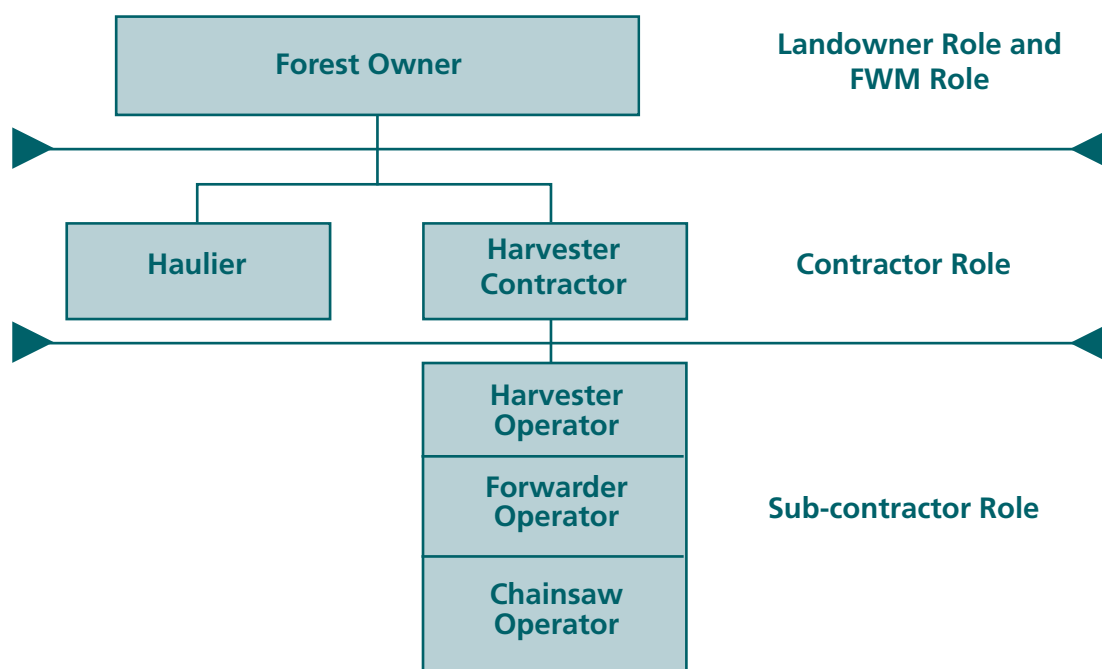 Forest Owner
Landowner Role and
FWM Role
Haulier
Harvester
Contractor
Contractor Role
Harvester
Operator
Forwarder
Operator
Sub-contractor Role
Chainsaw
Operator